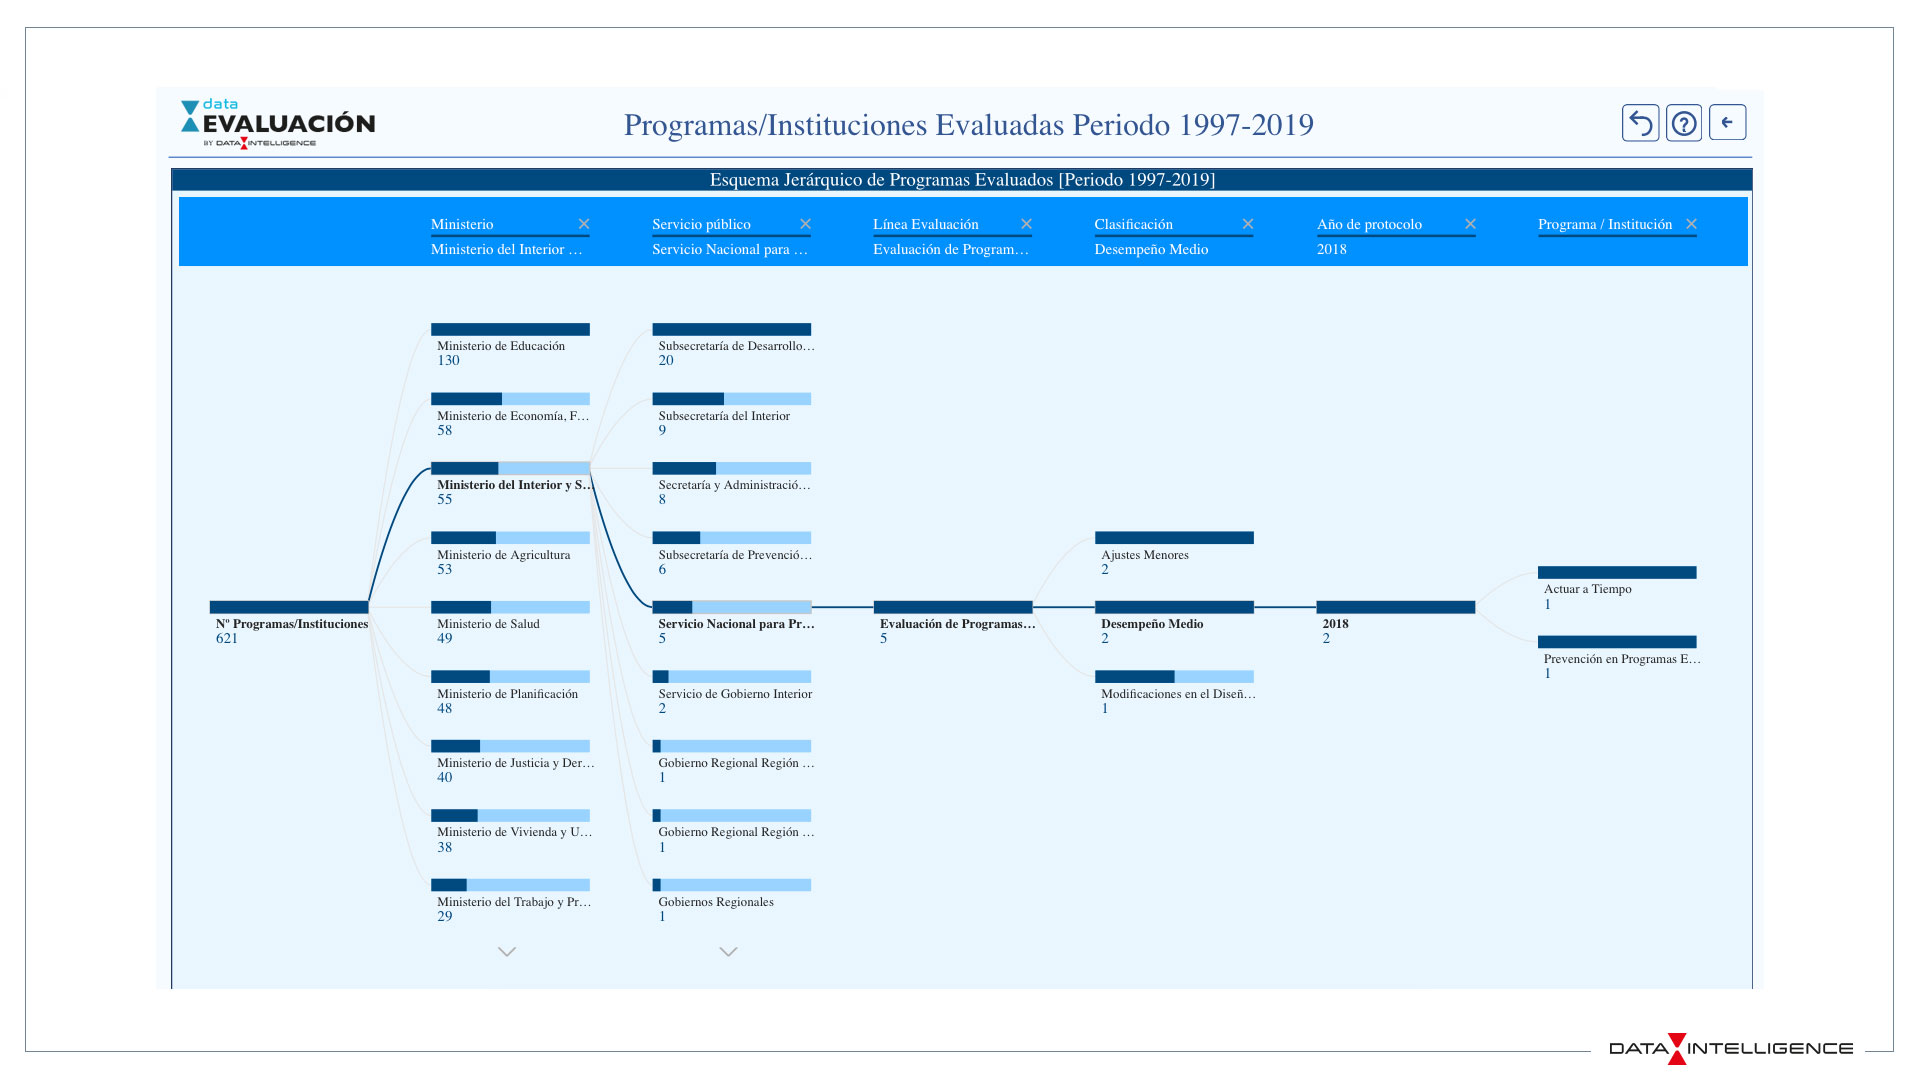 data
EVALUACIÓN
BY DATA INTELLIGENCE
Programas/Instituciones Evaluadas Periodo 1997-2019
Esquema Jerárquico de Programas Evaluados [Periodo 1997-2019]
Ministerio
Servicio público
Línea Evaluación
Clasificación
Año de protocolo
Programa / Institución
Ministerio del Interior …
Servicio Nacional para …
Evaluación de Program…
Desempeño Medio
2018
Nº Programas/Instituciones
621
Ministerio de Educación
130
Ministerio de Economía, F…
58
Ministerio del Interior y S…
55
Ministerio de Agricultura
53
Ministerio de Salud
49
Ministerio de Planificación
48
Ministerio de Justicia y Der…
40
Ministerio de Vivienda y U…
38
Ministerio del Trabajo y Pr…
29
Subsecretaría de Desarrollo…
20
Subsecretaría del Interior
9
Secretaría y Administració…
8
Subsecretaría de Prevenció…
6
Servicio Nacional para Pr…
5
Servicio de Gobierno Interior
2
Gobierno Regional Región …
1
Gobierno Regional Región …
1
Gobiernos Regionales
1
Evaluación de Programas…
5
Ajustes Menores
2
Desempeño Medio
2
Modificaciones en el Diseñ…
1
2018
2
Actuar a Tiempo
1
Prevención en Programas E…
1
DATA INTELLIGENCE